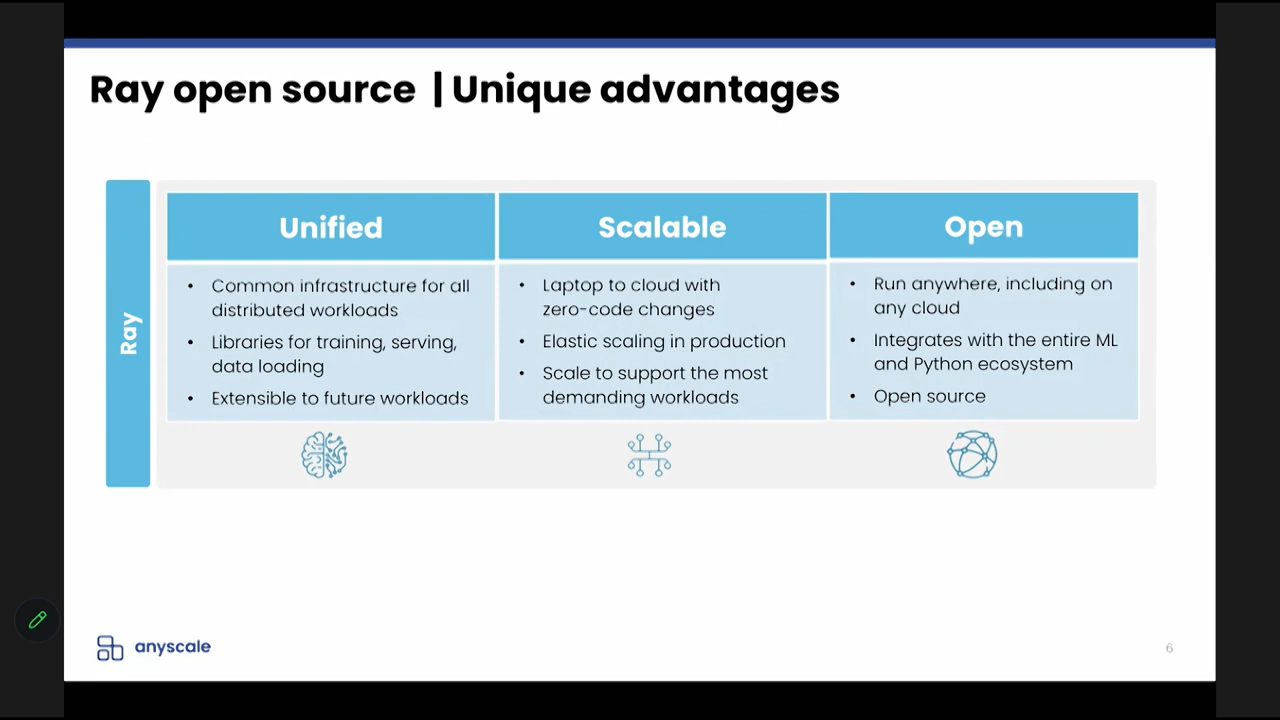 Ray open source | Unique advantages
Ray
Unified
• Common infrastructure for all
distributed workloads
• Libraries for training, serving,
data loading
• Extensible to future workloads
Scalable
• Laptop to cloud with
zero-code changes
• Elastic scaling in production
• Scale to support the most
demanding workloads
Open
• Run anywhere, including on
any cloud
• Integrates with the entire ML
and Python ecosystem
• Open source
anyscale
6